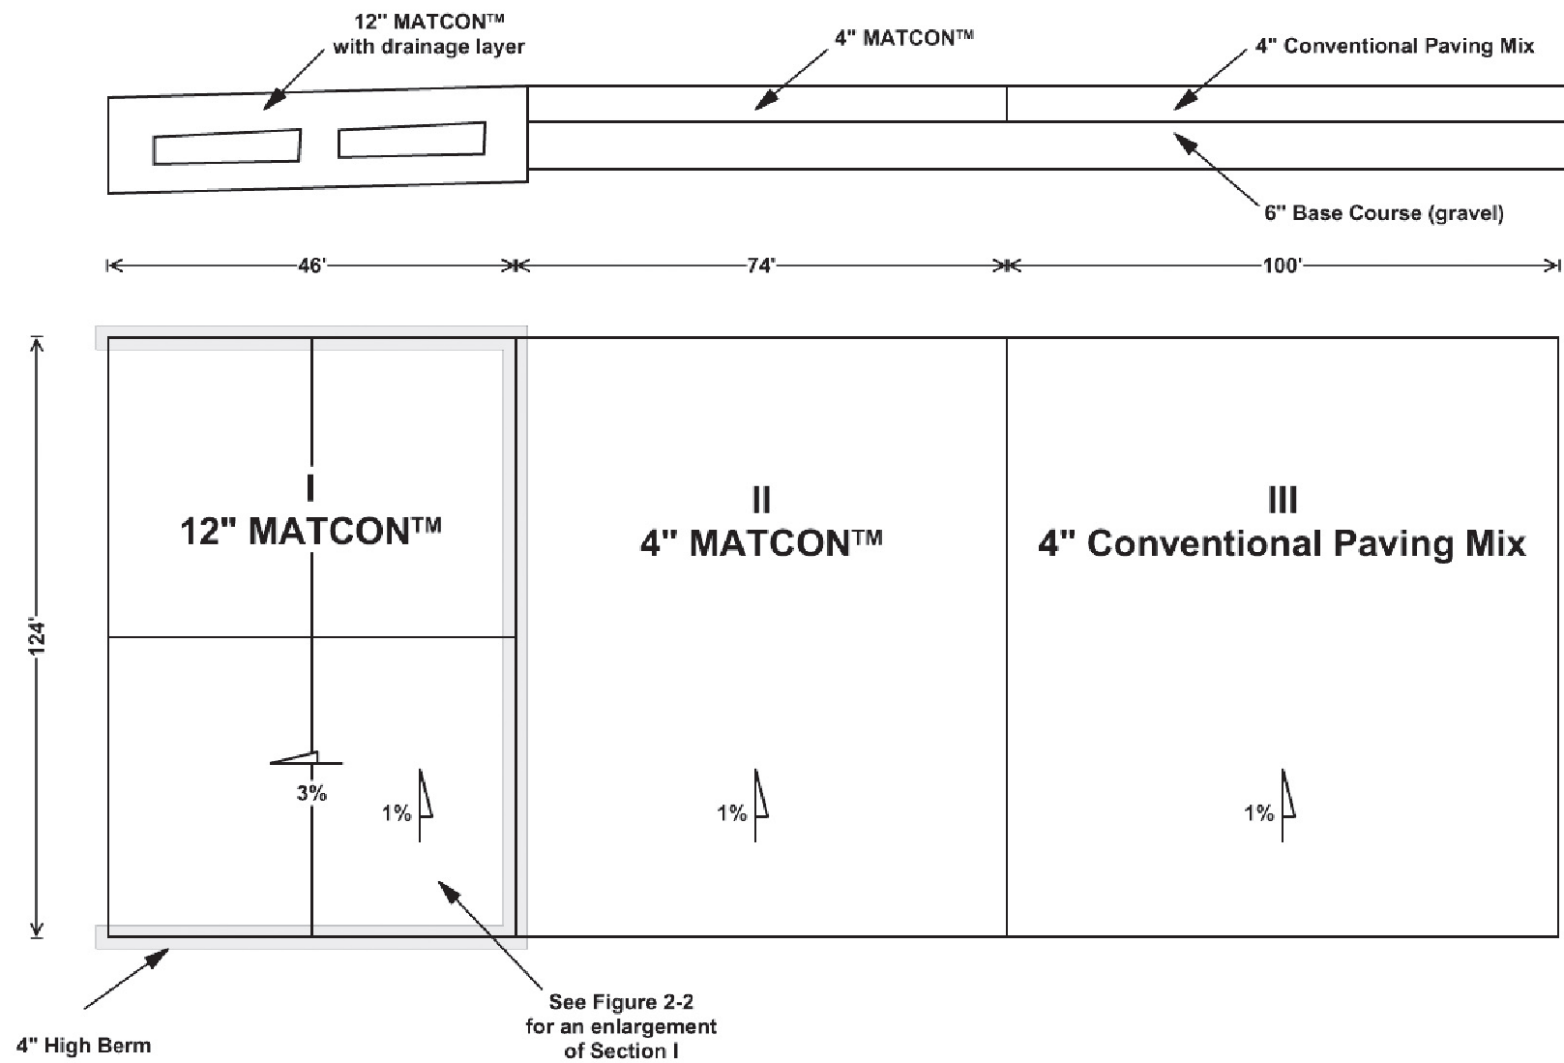 12" MATCON™
with drainage layer
4" MATCON™
4" Conventional Paving Mix
6" Base Course (gravel)
46'
74'
100'
124'
I
12" MATCON™
II
4" MATCON™
III
4" Conventional Paving Mix
3%
1%
1%
1%
See Figure 2-2
for an enlargement
of Section I
4" High Berm